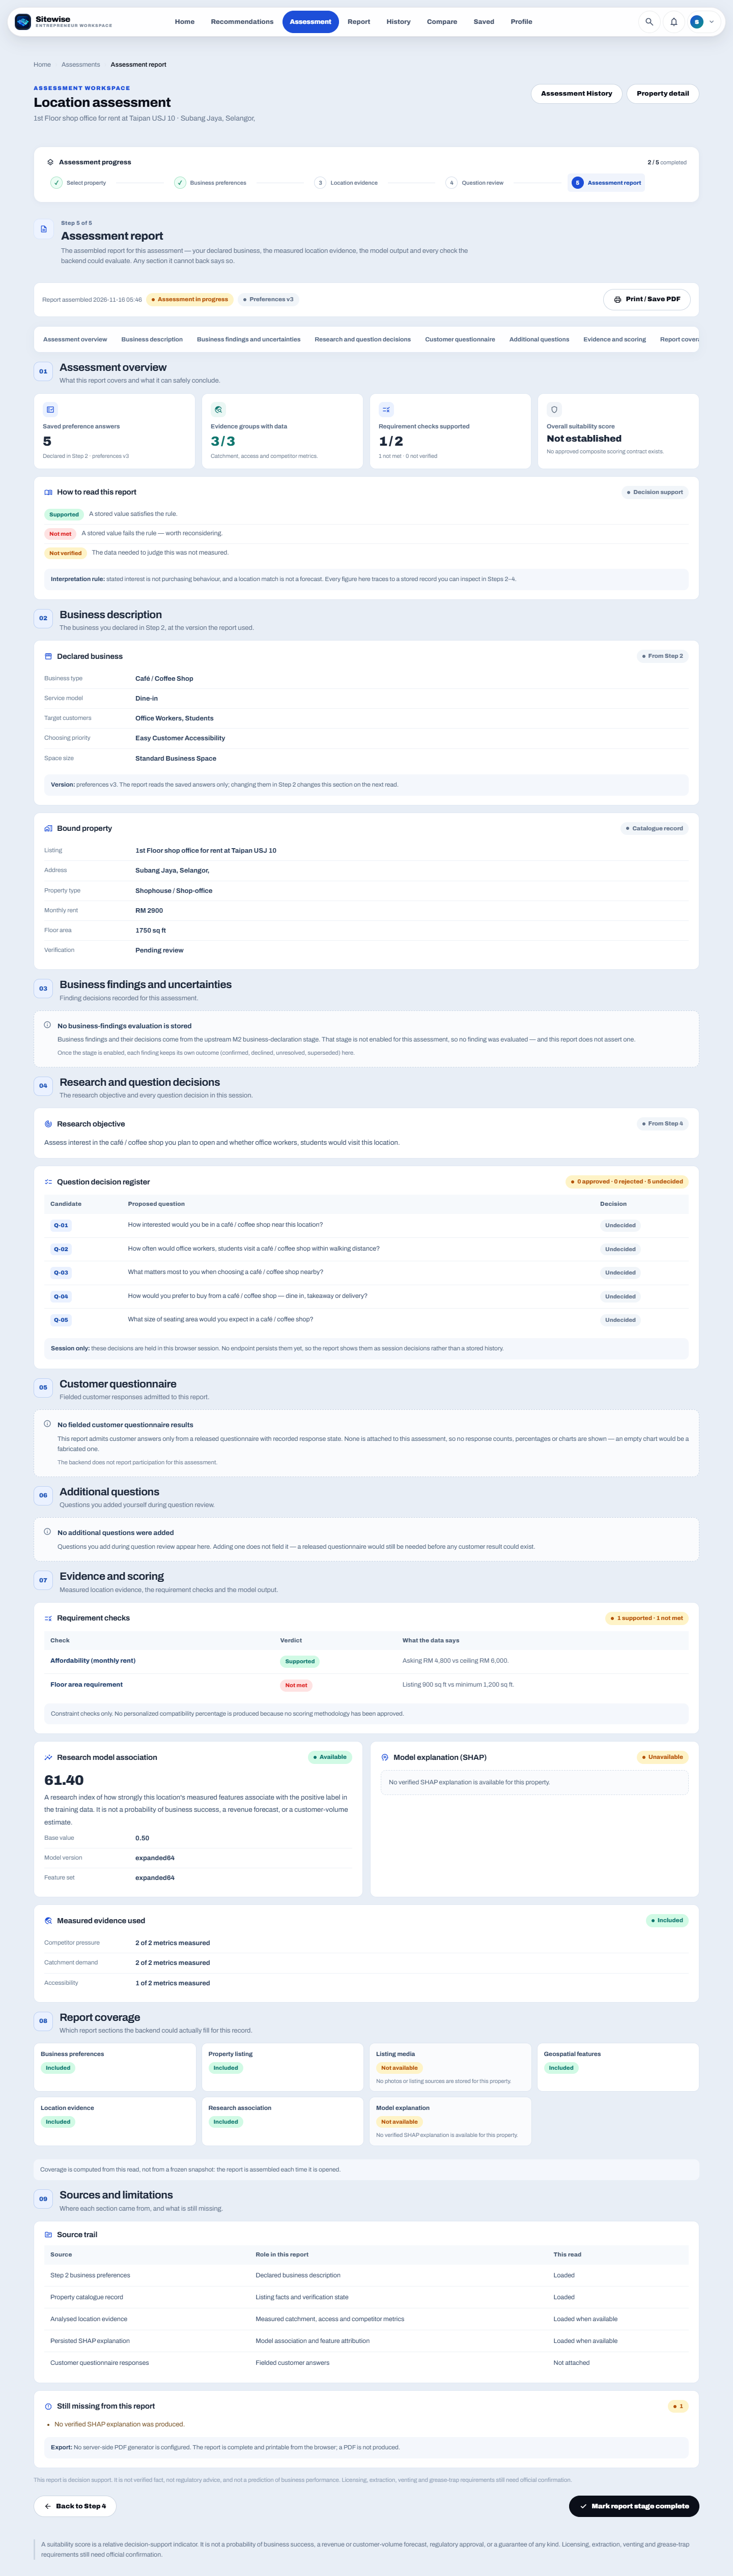 Sitewise
ENTREPRENEUR WORKSPACE
Home
Recommendations
Assessment
Report
History
Compare
Saved
Profile
B
Home
Assessments
Assessment report
ASSESSMENT WORKSPACE
Location assessment
1st Floor shop office for rent at Taipan USJ 10 · Subang Jaya, Selangor,
Assessment History
Property detail
Assessment progress
2 / 5 completed
Select property
Business preferences
3 Location evidence
4 Question review
5 Assessment report
Step 5 of 5
Assessment report
The assembled report for this assessment — your declared business, the measured location evidence, the model output and every check the
backend could evaluate. Any section it cannot back says so.
Report assembled 2026-11-16 05:46
Assessment in progress
Preferences v3
Print / Save PDF
Assessment overview
Business description
Business findings and uncertainties
Research and question decisions
Customer questionnaire
Additional questions
Evidence and scoring
Report cover
01
Assessment overview
What this report covers and what it can safely conclude.
Saved preference answers
5
Declared in Step 2 · preferences v3
Evidence groups with data
3/3
Catchment, access and competitor metrics.
Requirement checks supported
1/2
1 not met · 0 not verified
Overall suitability score
Not established
No approved composite scoring contract exists.
How to read this report
Decision support
Supported A stored value satisfies the rule.
Not met A stored value fails the rule — worth reconsidering.
Not verified The data needed to judge this was not measured.
Interpretation rule: stated interest is not purchasing behaviour, and a location match is not a forecast. Every figure here traces to a stored record you can inspect in Steps 2–4.
02
Business description
The business you declared in Step 2, at the version the report used.
Declared business
From Step 2
Business type Café / Coffee Shop
Service model Dine-in
Target customers Office Workers, Students
Choosing priority Easy Customer Accessibility
Space size Standard Business Space
Version: preferences v3. The report reads the saved answers only; changing them in Step 2 changes this section on the next read.
Bound property
Catalogue record
Listing 1st Floor shop office for rent at Taipan USJ 10
Address Subang Jaya, Selangor,
Property type Shophouse / Shop-office
Monthly rent RM 2900
Floor area 1750 sq ft
Verification Pending review
03
Business findings and uncertainties
Finding decisions recorded for this assessment.
No business-findings evaluation is stored
Business findings and their decisions come from the upstream M2 business-declaration stage. That stage is not enabled for this assessment, so no finding was evaluated — and this report does not assert one.
Once the stage is enabled, each finding keeps its own outcome (confirmed, declined, unresolved, superseded) here.
04
Research and question decisions
The research objective and every question decision in this session.
Research objective
From Step 4
Assess interest in the café / coffee shop you plan to open and whether office workers, students would visit this location.
Question decision register
0 approved · 0 rejected · 5 undecided
Candidate Proposed question Decision
Q-01 How interested would you be in a café / coffee shop near this location? Undecided
Q-02 How often would office workers, students visit a café / coffee shop within walking distance? Undecided
Q-03 What matters most to you when choosing a café / coffee shop nearby? Undecided
Q-04 How would you prefer to buy from a café / coffee shop — dine in, takeaway or delivery? Undecided
Q-05 What size of seating area would you expect in a café / coffee shop? Undecided
Session only: these decisions are held in this browser session. No endpoint persists them yet, so the report shows them as session decisions rather than a stored history.
05
Customer questionnaire
Fielded customer responses admitted to this report.
No fielded customer questionnaire results
This report admits customer answers only from a released questionnaire with recorded response state. None is attached to this assessment, so no response counts, percentages or charts are shown — an empty chart would be a
fabricated one.
The backend does not report participation for this assessment.
06
Additional questions
Questions you added yourself during question review.
No additional questions were added
Questions you add during question review appear here. Adding one does not field it — a released questionnaire would still be needed before any customer result could exist.
07
Evidence and scoring
Measured location evidence, the requirement checks and the model output.
Requirement checks
1 supported · 1 not met
Check Verdict What the data says
Affordability (monthly rent) Supported Asking RM 4,800 vs ceiling RM 6,000.
Floor area requirement Not met Listing 900 sq ft vs minimum 1,200 sq ft.
Constraint checks only. No personalized compatibility percentage is produced because no scoring methodology has been approved.
Research model association
Available
61.40
A research index of how strongly this location's measured features associate with the positive label in
the training data. It is not a probability of business success, a revenue forecast, or a customer-volume
estimate.
Base value 0.50
Model version expanded64
Feature set expanded64
Model explanation (SHAP)
Unavailable
No verified SHAP explanation is available for this property.
Measured evidence used
Included
Competitor pressure 2 of 2 metrics measured
Catchment demand 2 of 2 metrics measured
Accessibility 1 of 2 metrics measured
08
Report coverage
Which report sections the backend could actually fill for this record.
Business preferences
Included
Property listing
Included
Listing media
Not available
No photos or listing sources are stored for this property.
Geospatial features
Included
Location evidence
Included
Research association
Included
Model explanation
Not available
No verified SHAP explanation is available for this property.
Coverage is computed from this read, not from a frozen snapshot: the report is assembled each time it is opened.
09
Sources and limitations
Where each section came from, and what is still missing.
Source trail
Source Role in this report This read
Step 2 business preferences Declared business description Loaded
Property catalogue record Listing facts and verification state Loaded
Analysed location evidence Measured catchment, access and competitor metrics Loaded when available
Persisted SHAP explanation Model association and feature attribution Loaded when available
Customer questionnaire responses Fielded customer answers Not attached
Still missing from this report
1
No verified SHAP explanation was produced.
Export: No server-side PDF generator is configured. The report is complete and printable from the browser; a PDF is not produced.
This report is decision support. It is not verified fact, not regulatory advice, and not a prediction of business performance. Licensing, extraction, venting and grease-trap requirements still need official confirmation.
Back to Step 4
Mark report stage complete
A suitability score is a relative decision-support indicator. It is not a probability of business success, a revenue or customer-volume forecast, regulatory approval, or a guarantee of any kind. Licensing, extraction, venting and grease-trap
requirements still need official confirmation.